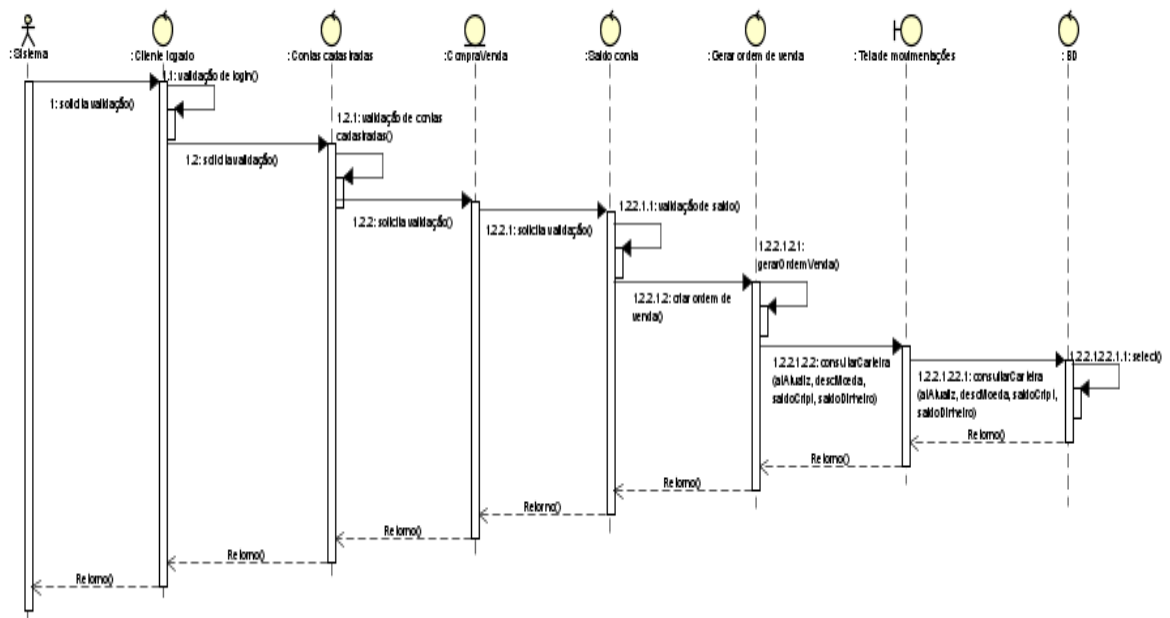 : Sistema
: Cliente logado
: Contas cadastradas
: CompraVenda
: Saldo conta
: Gerar ordem de venda
: Tela de movimentações
: BD
1.1: validação de login()
1: solicita validação()
1.2.1: validação de contas
cadastradas()
1.2: solicita validação()
1.2.2: solicita validação()
1.2.2.1: solicita validação()
1.2.2.1.1: validação de saldo()
1.2.2.1.2.1:
gerarOrdemVenda()
1.2.2.1.2: criar ordem de
venda()
1.2.2.1.2.2: consultarCarteira
descMoeda,
saldoCript, saldoDinheiro)
1.2.2.1.2.2.1: consultarCarteira
descMoeda, saldoCript,
saldoDinheiro)
1.2.2.1.2.2.1.1: select()
Retorno()
Retorno()
Retorno()
Retorno()
Retorno()
Retorno()
Retorno()